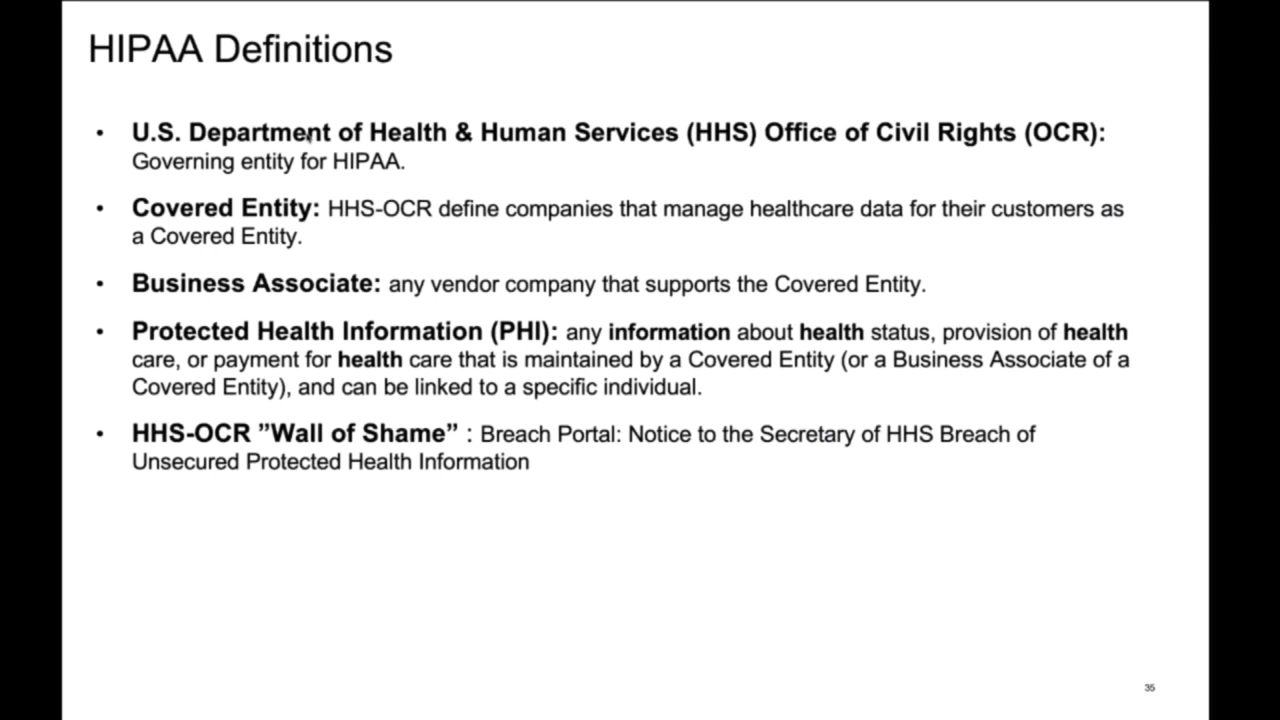 HIPAA Definitions
• U.S. Department of Health & Human Services (HHS) Office of Civil Rights (OCR):
Governing entity for HIPAA.
• Covered Entity: HHS-OCR define companies that manage healthcare data for their customers as
a Covered Entity.
• Business Associate: any vendor company that supports the Covered Entity.
• Protected Health Information (PHI): any information about health status, provision of health
care, or payment for health care that is maintained by a Covered Entity (or a Business Associate of a
Covered Entity), and can be linked to a specific individual.
• HHS-OCR ”Wall of Shame” : Breach Portal: Notice to the Secretary of HHS Breach of
Unsecured Protected Health Information
35